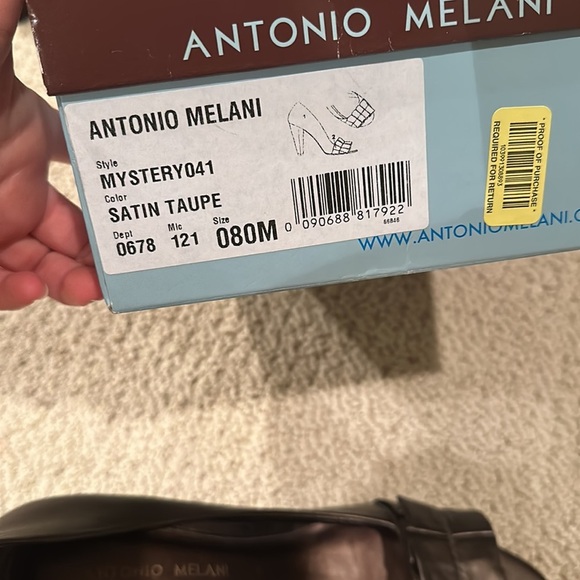 ANTONIO MELANI
ANTONIO MELANI
Style
MYSTERY041
Color
SATIN TAUPE
Dept Mic Size
0678 121 080M
0 090688 817922
66846
* PROOF OF PURCHASE *
REQUIRED FOR RETURN
WWW.ANTONIOMELANI.C
ANTONIO MELANI